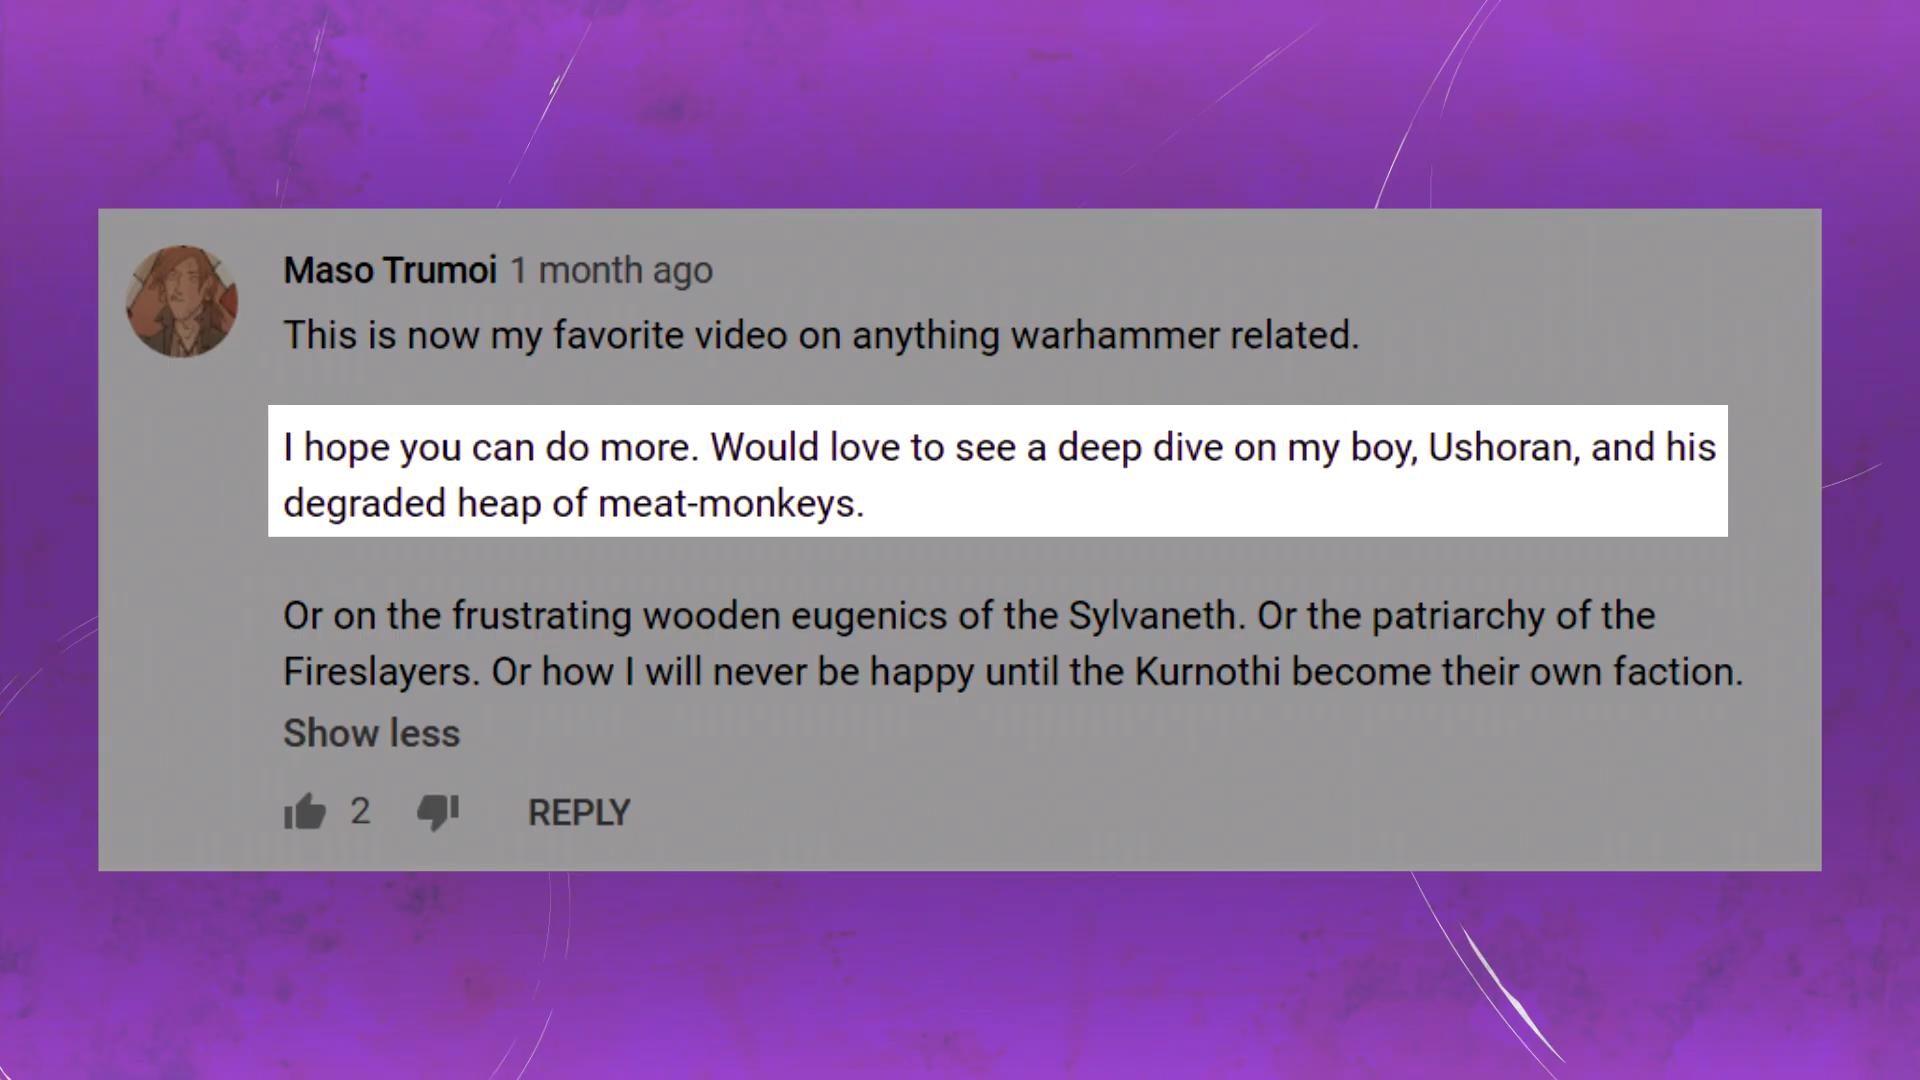 Maso Trumoi 1 month ago
This is now my favorite video on anything warhammer related.
I hope you can do more. Would love to see a deep dive on my boy, Ushoran, and his
degraded heap of meat-monkeys.
Or on the frustrating wooden eugenics of the Sylvaneth. Or the patriarchy of the
Fireslayers. Or how I will never be happy until the Kurnothi become their own faction.
Show less
2 REPLY